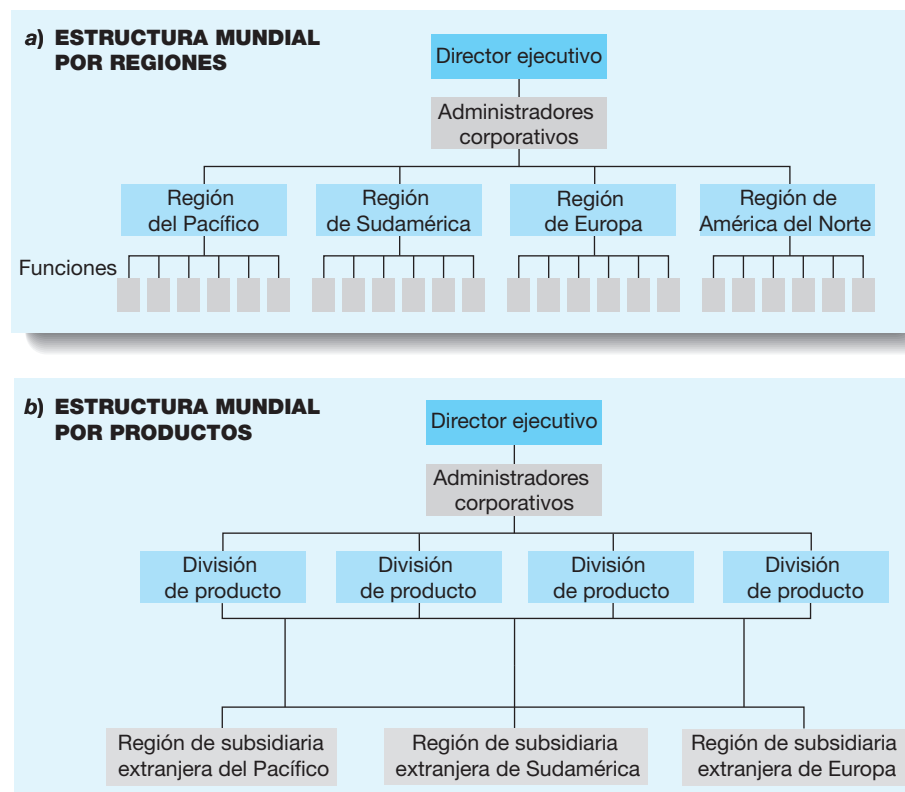 a) ESTRUCTURA MUNDIAL
POR REGIONES
Director ejecutivo
Administradores
corporativos
Región
del Pacífico
Región
de Sudamérica
Región
de Europa
Región de
América del Norte
Funciones
b) ESTRUCTURA MUNDIAL
POR PRODUCTOS
Director ejecutivo
Administradores
corporativos
División
de producto
División
de producto
División
de producto
División
de producto
Región de subsidiaria
extranjera del Pacífico
Región de subsidiaria
extranjera de Sudamérica
Región de subsidiaria
extranjera de Europa